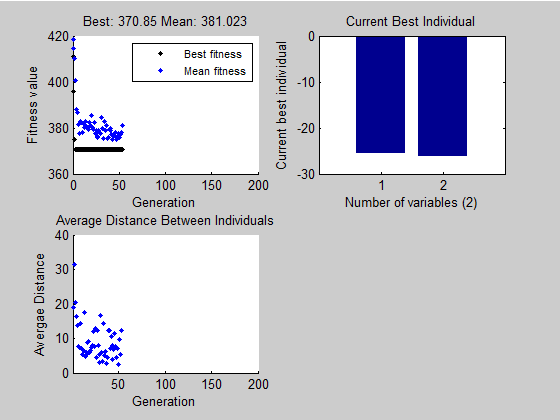 Best: 370.85 Mean: 381.023
Fitness value
420
400
380
360
0
50
100
150
200
Generation
Best fitness
Mean fitness
Current Best Individual
Current best individual
0
-10
-20
-30
1
2
Number of variables (2)
Average Distance Between Individuals
Avergae Distance
40
30
20
10
0
0
50
100
150
200
Generation